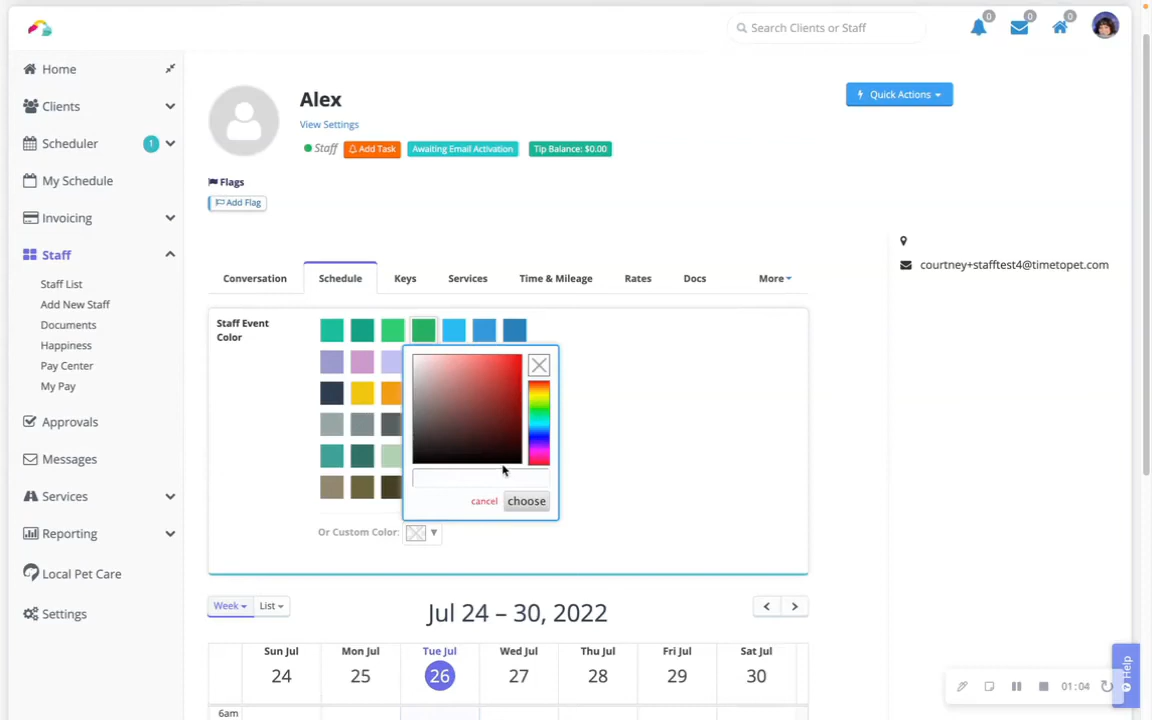 Search Clients or Staff
0
0
0
Home
Clients
Scheduler
1
My Schedule
Invoicing
Staff
Staff List
Add New Staff
Documents
Happiness
Pay Center
My Pay
Approvals
Messages
Services
Reporting
Local Pet Care
Settings
Alex
View Settings
Staff
Add Task
Awaiting Email Activation
Tip Balance: $0.00
Quick Actions
Flags
Add Flag
courtney+stafftest4@timetopet.com
Conversation
Schedule
Keys
Services
Time & Mileage
Rates
Docs
More
Staff Event
Color
cancel
choose
Or Custom Color:
Week
List
Jul 24 – 30, 2022
Sun Jul
24
Mon Jul
25
Tue Jul
26
Wed Jul
27
Thu Jul
28
Fri Jul
29
Sat Jul
30
6am
01:04
Help